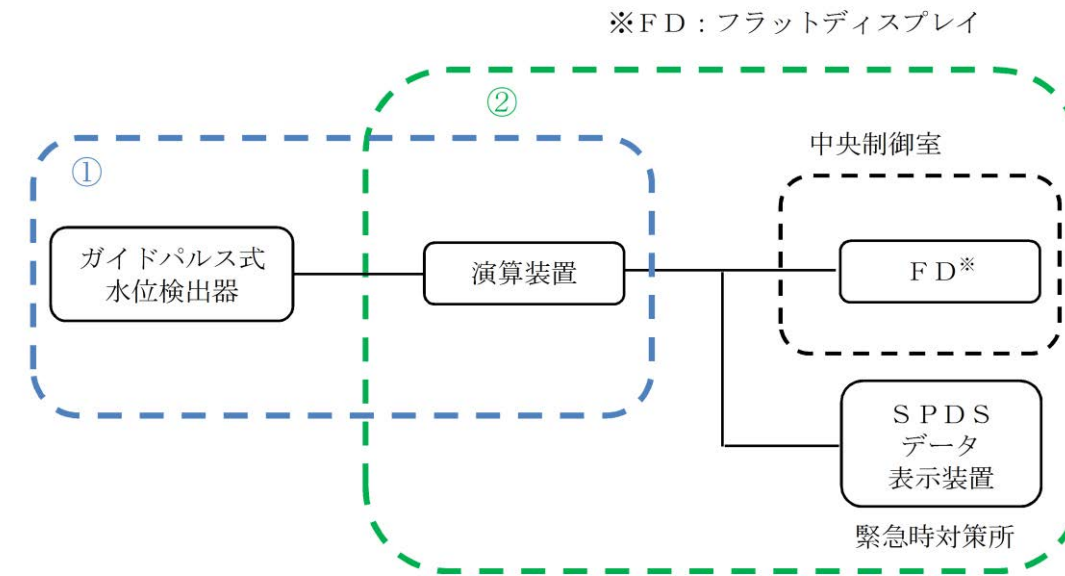 ※FD：フラットディスプレイ
②
①
中央制御室
ガイドパルス式
水位検出器
演算装置
FD※
SPDS
データ
表示装置
緊急時対策所